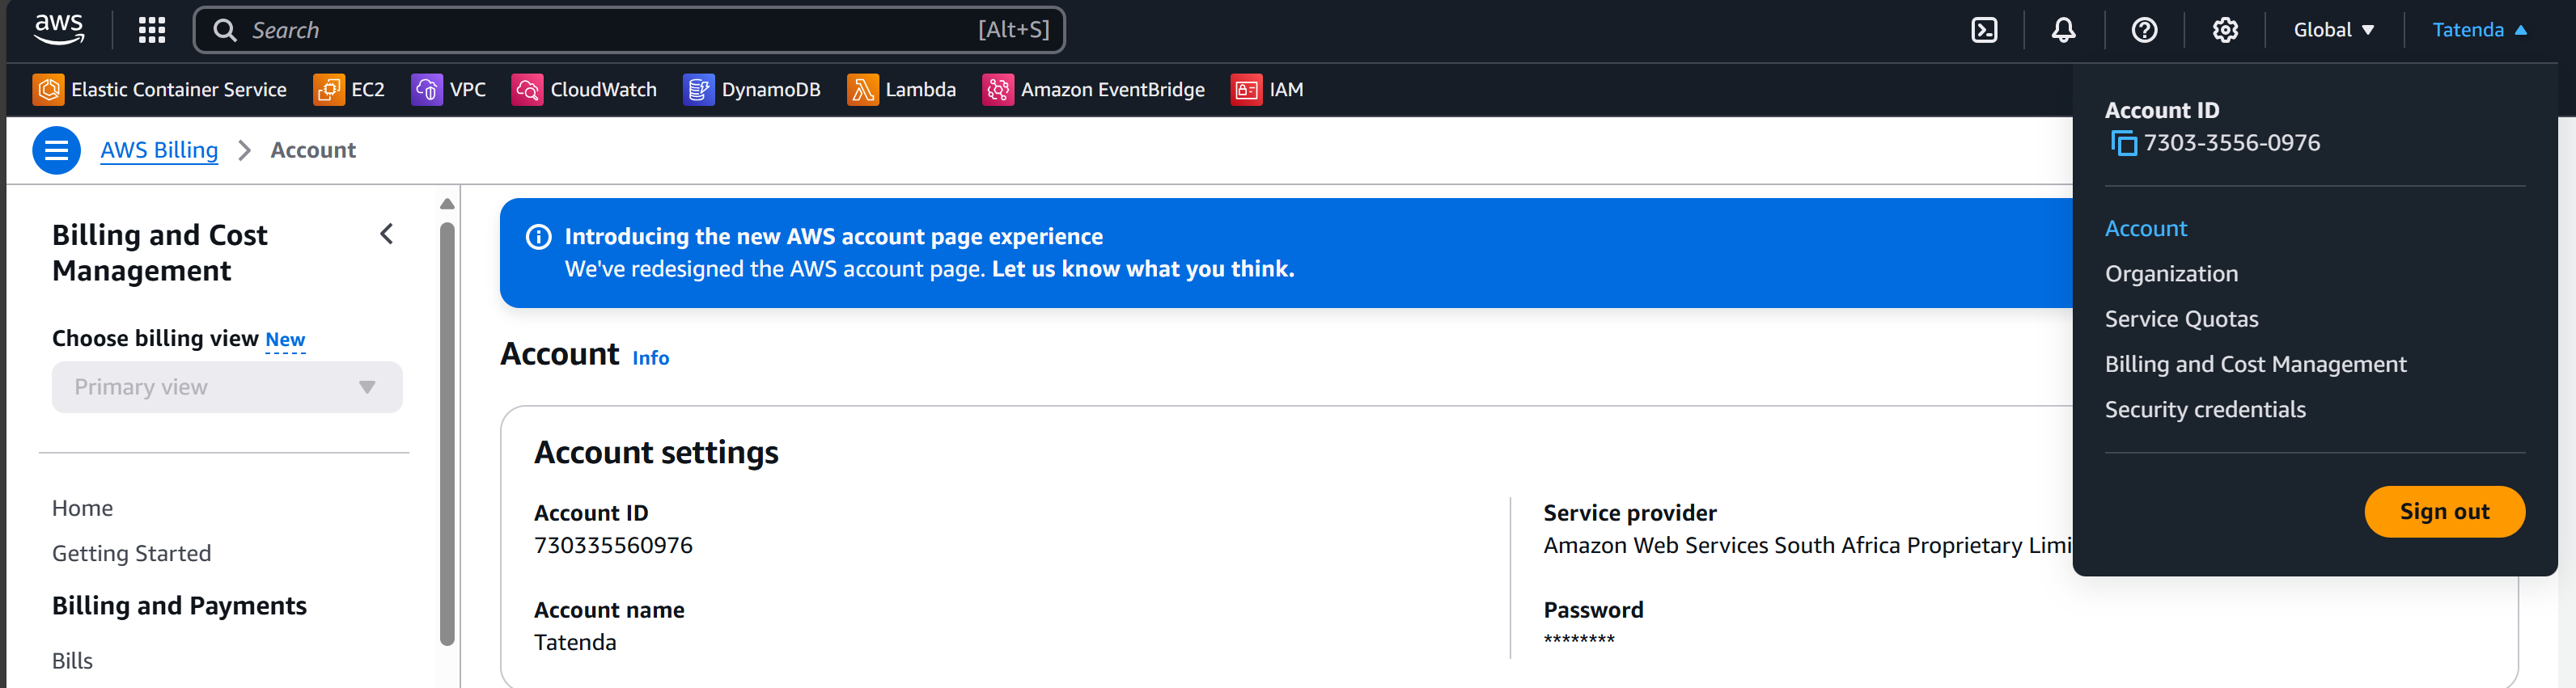 aws
Search [Alt+S]
Global
Tatenda
Elastic Container Service
EC2
VPC
CloudWatch
DynamoDB
Lambda
Amazon EventBridge
IAM
AWS Billing
Account
Billing and Cost
Management
Choose billing view New
Primary view
Home
Getting Started
Billing and Payments
Bills
Introducing the new AWS account page experience
We've redesigned the AWS account page. Let us know what you think.
Account Info
Account settings
Account ID
730335560976
Account name
Tatenda
Service provider
Amazon Web Services South Africa Proprietary Limi
Password
********
Account ID
7303-3556-0976
Account
Organization
Service Quotas
Billing and Cost Management
Security credentials
Sign out